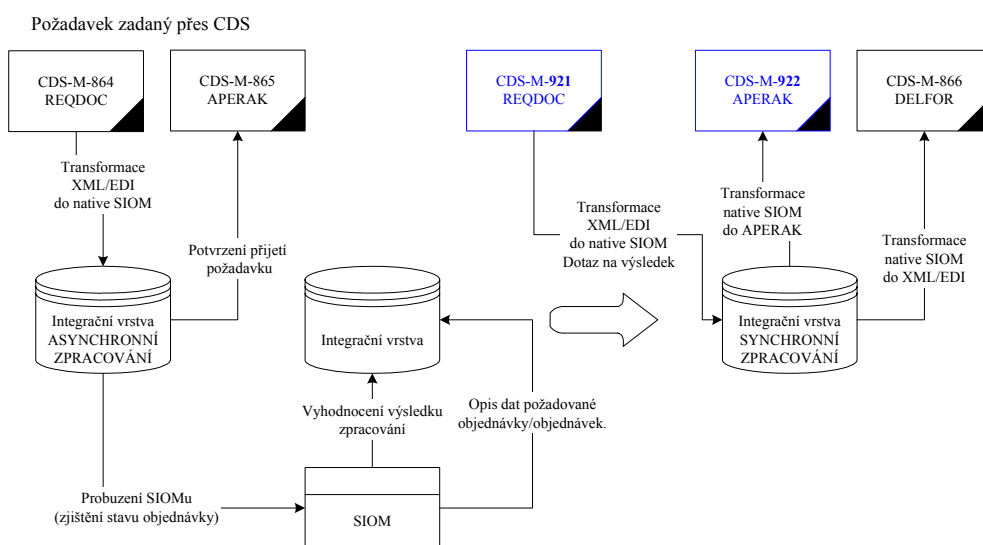 Požadavek zadaný přes CDS
CDS-M-864
REQDOC
CDS-M-865
APERAK
CDS-M-921
REQDOC
CDS-M-922
APERAK
CDS-M-866
DELFOR
Transformace
XML/EDI
do native SIOM
Potvrzení přijetí
požadavku
Transformace
XML/EDI
do native SIOM
Dotaz na výsledek
Transformace
native SIOM
do APERAK
Transformace
native SIOM
do XML/EDI
Integrační vrstva
ASYNCHRONNÍ
ZPRACOVÁNÍ
Integrační vrstva
Integrační vrstva
SYNCHRONNÍ
ZPRACOVÁNÍ
Vyhodnocení výsledku
zpracování
Opis dat požadované
objednávky/objednávek.
Probuzení SIOMu
(zjištění stavu objednávky)
SIOM